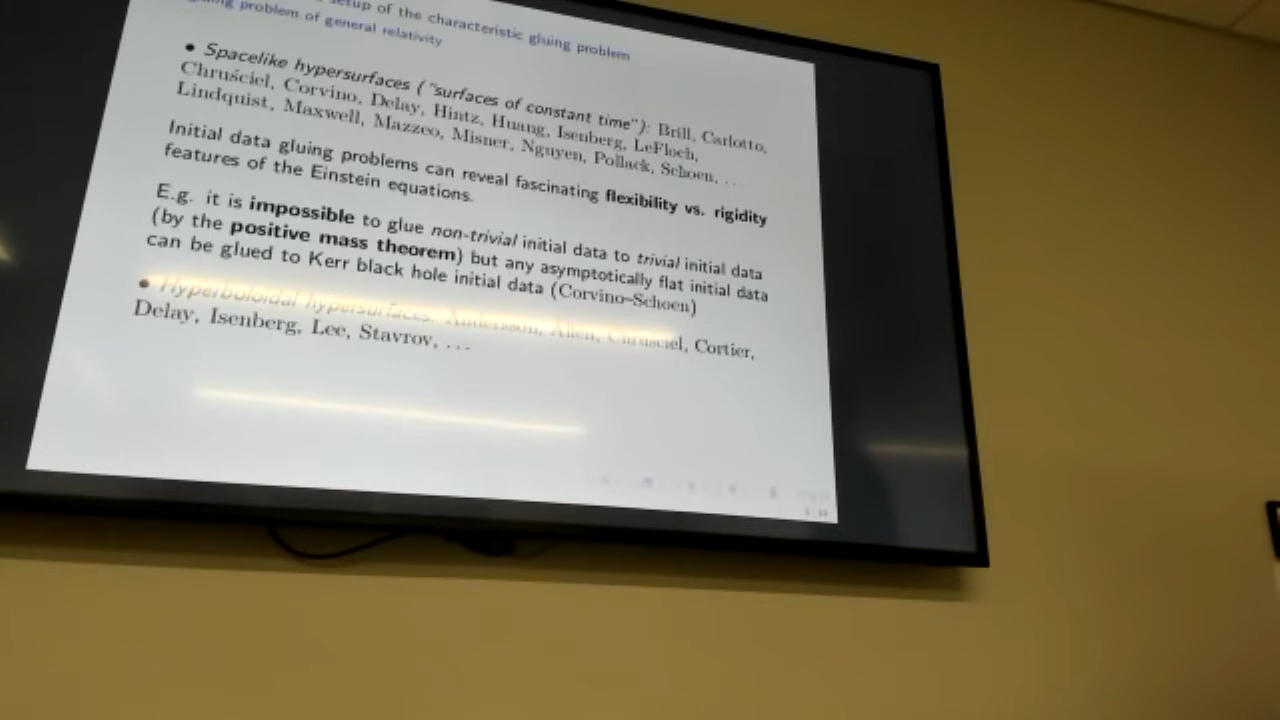 setup of the characteristic gluing problem
gluing problem of general relativity
• Spacelike hypersurfaces ("surfaces of constant time"): Brill, Carlotto,
Chruściel, Corvino, Delay, Hintz, Huang, Isenberg, LeFloch,
Lindquist, Maxwell, Mazzeo, Misner, Nguyen, Pollack, Schoen, ...
Initial data gluing problems can reveal fascinating flexibility vs. rigidity
features of the Einstein equations.
E.g. it is impossible to glue non-trivial initial data to trivial initial data
(by the positive mass theorem) but any asymptotically flat initial data
can be glued to Kerr black hole initial data (Corvino–Schoen)
• Hyperboloidal hypersurfaces: Andersson, Allen, Chruściel, Cortier,
Delay, Isenberg, Lee, Stavrov, ...